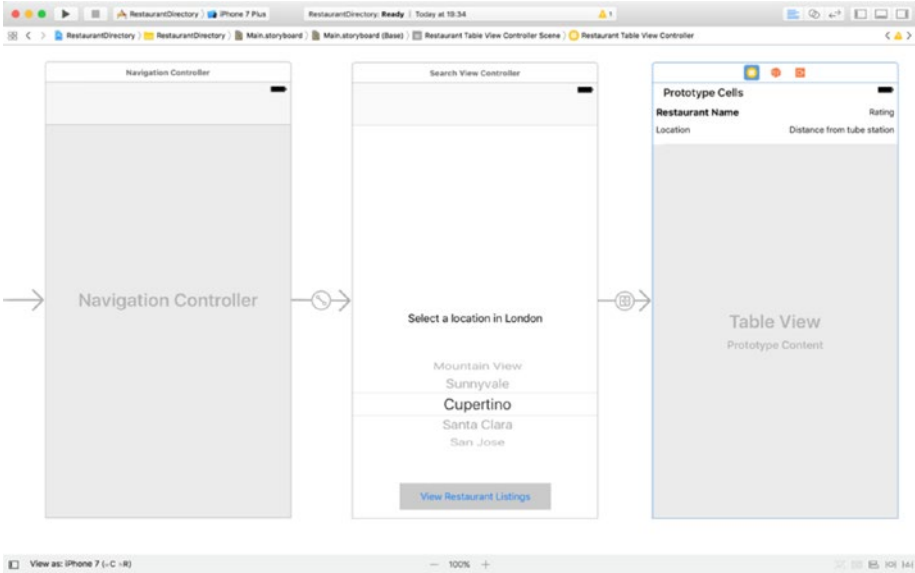 RestaurantDirectory
iPhone 7 Plus
RestaurantDirectory: Ready | Today at 19:34
1
RestaurantDirectory
RestaurantDirectory
Main.storyboard
Main.storyboard (Base)
Restaurant Table View Controller Scene
Restaurant Table View Controller
Navigation Controller
Search View Controller
Prototype Cells
Restaurant Name
Rating
Location
Distance from tube station
Navigation Controller
Select a location in London
Mountain View
Sunnyvale
Cupertino
Santa Clara
San Jose
View Restaurant Listings
Table View
Prototype Content
View as: iPhone 7 (wC hR)
— 100% +